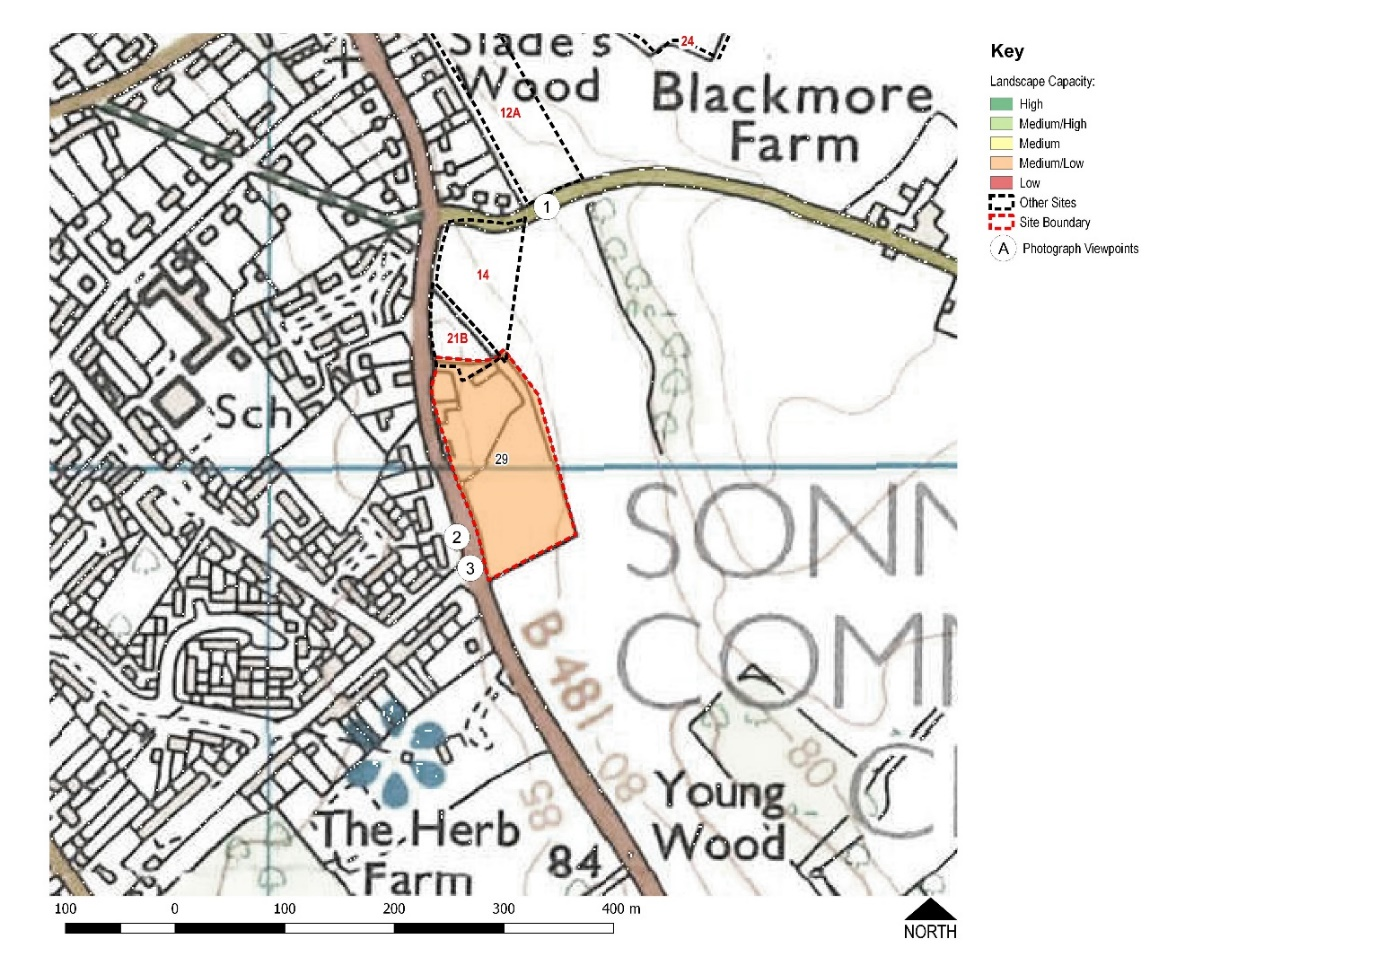 Slade's
Wood
24
12A
Blackmore
Farm
1
14
21B
Sch
29
2
3
SONN
COMM
B 481
80
85
80
C
Young
Wood
The Herb
Farm
84
100 0 100 200 300 400 m
NORTH
Key
Landscape Capacity:
High
Medium/High
Medium
Medium/Low
Low
Other Sites
Site Boundary
A Photograph Viewpoints